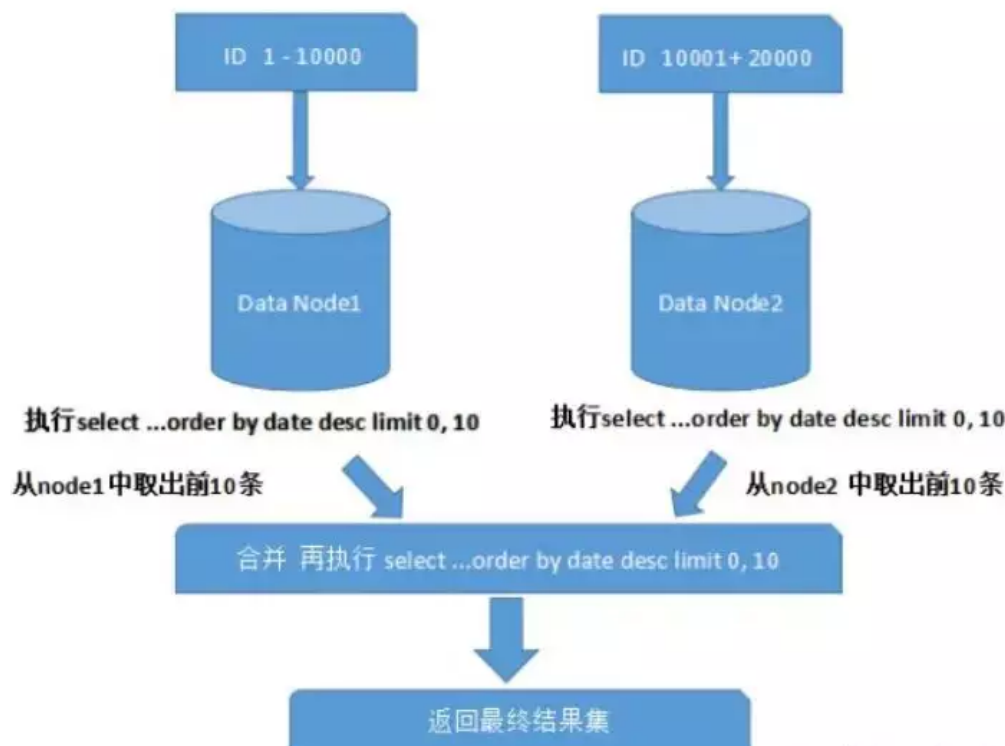 ID 1 - 10000
ID 10001+ 20000
Data Node1
Data Node2
执行select ...order by date desc limit 0, 10
执行select ...order by date desc limit 0, 10
从node1中取出前10条
从node2 中取出前10条
合并 再执行 select ...order by date desc limit 0, 10
返回最终结果集